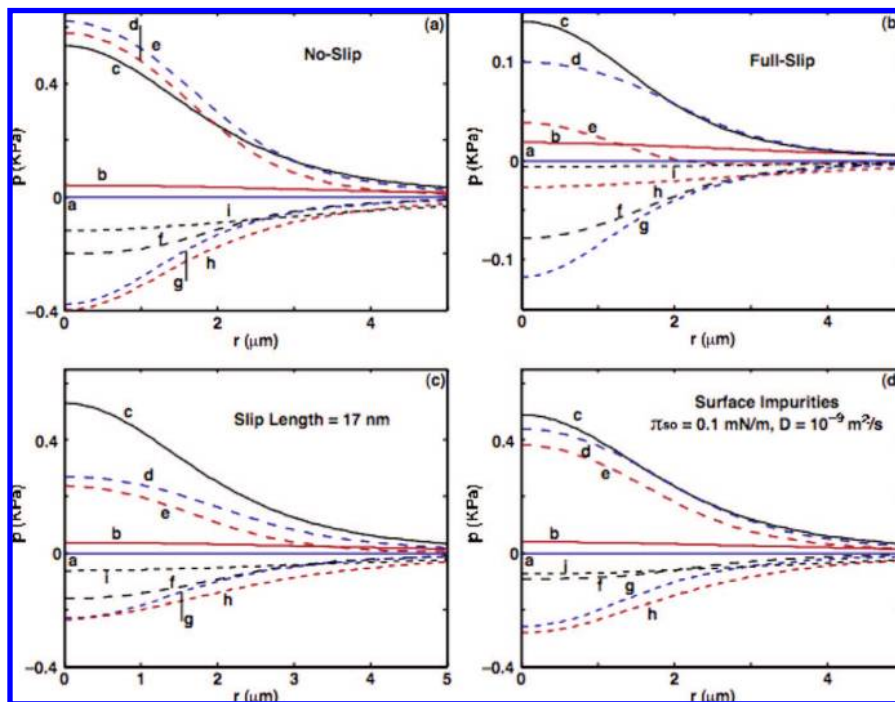 (a)
No-Slip
d
e
c
0.4
b
0
a
i
f
h
g
-0.4
p (KPa)
0 2 4
r (μm)
(b
Full-Slip
c
d
e
b
a
i
h
f
g
0.1
0
-0.1
p (KPa)
0 2 4
r (μm)
(c)
Slip Length = 17 nm
c
d
e
b
a
i
f
h
g
0.4
0
-0.4
p (KPa)
0 1 2 3 4 5
r (μm)
(d
Surface Impurities
πso = 0.1 mN/m, D = 10⁻⁹ m²/s
c
d
e
b
a
j
f
g
h
0.4
0
-0.4
p (KPa)
0 2 4
r (μm)